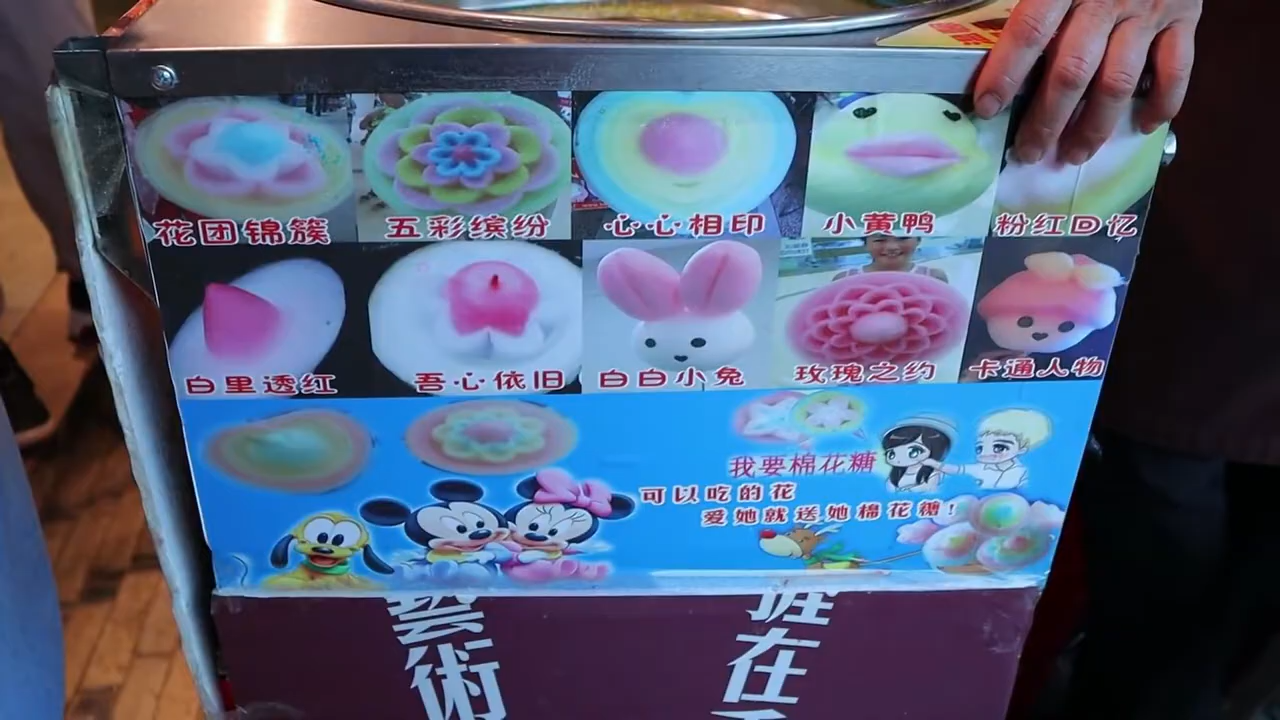 花团锦簇
五彩缤纷
心心相印
小黄鸭
粉红回忆
白里透红
吾心依旧
白白小兔
玫瑰之约
卡通人物
我要棉花糖
可以吃的花
爱她就送她棉花糖!
藝術
在